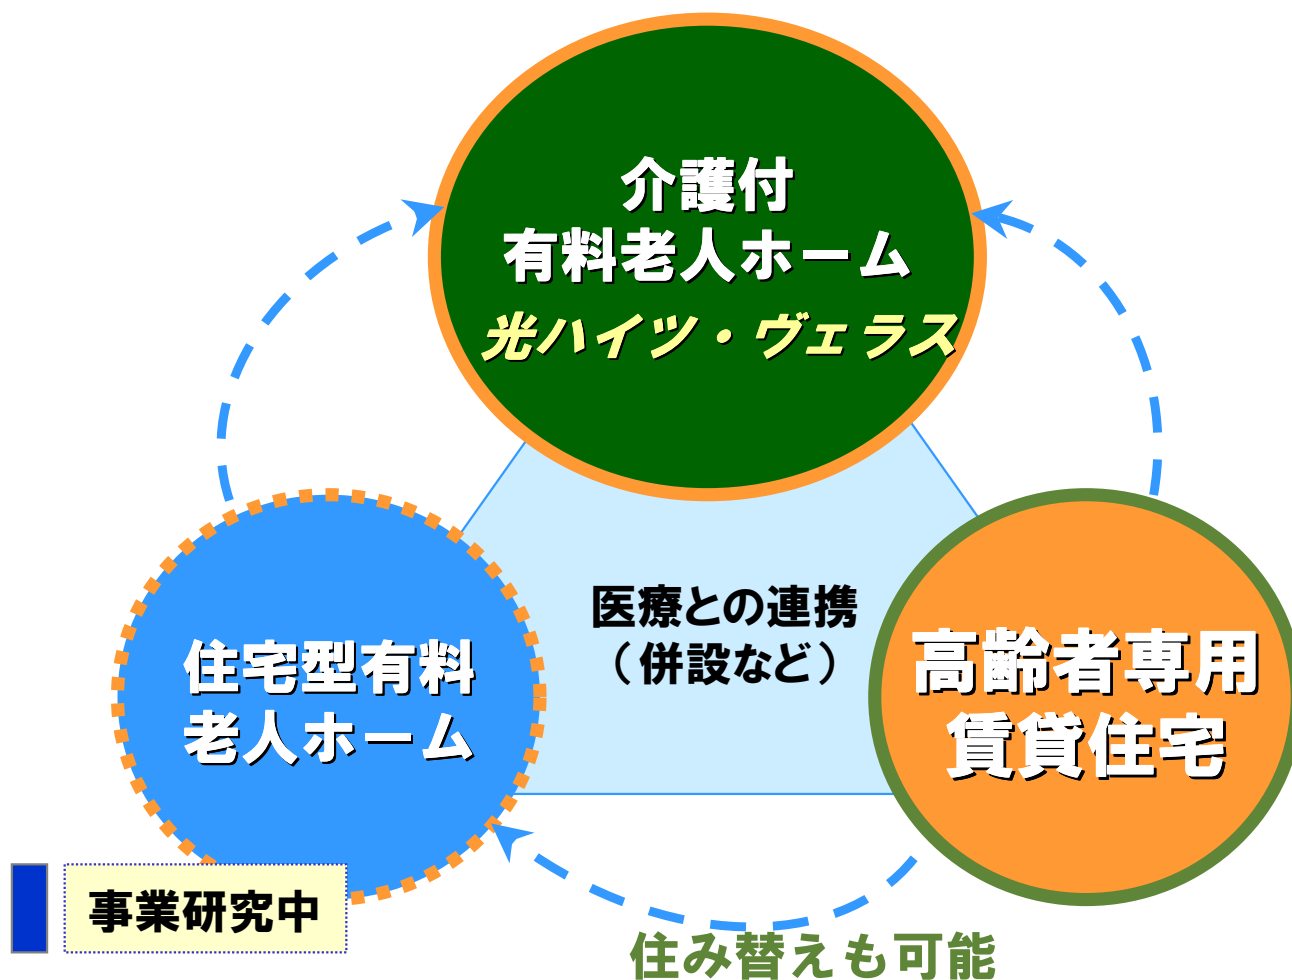 介護付
有料老人ホーム
光ハイツ・ヴェラス
医療との連携
（併設など）
住宅型有料
老人ホーム
高齢者専用
賃貸住宅
事業研究中
住み替えも可能